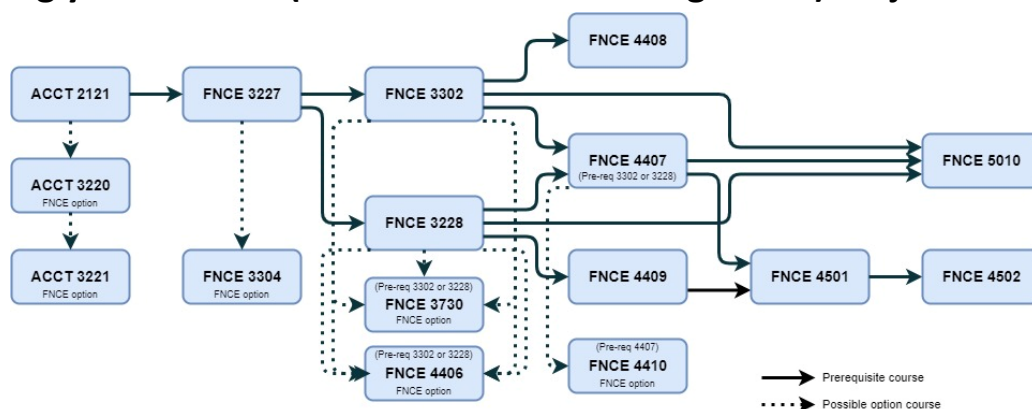 FNCE 4408
ACCT 2121
FNCE 3227
FNCE 3302
FNCE 4407
(Pre-req 3302 or 3228)
FNCE 5010
ACCT 3220
FNCE option
FNCE 3228
ACCT 3221
FNCE option
FNCE 3304
FNCE option
(Pre-req 3302 or 3228)
FNCE 3730
FNCE option
FNCE 4409
FNCE 4501
FNCE 4502
(Pre-req 3302 or 3228)
FNCE 4406
FNCE option
(Pre-req 4407)
FNCE 4410
FNCE option
Prerequisite course
Possible option course